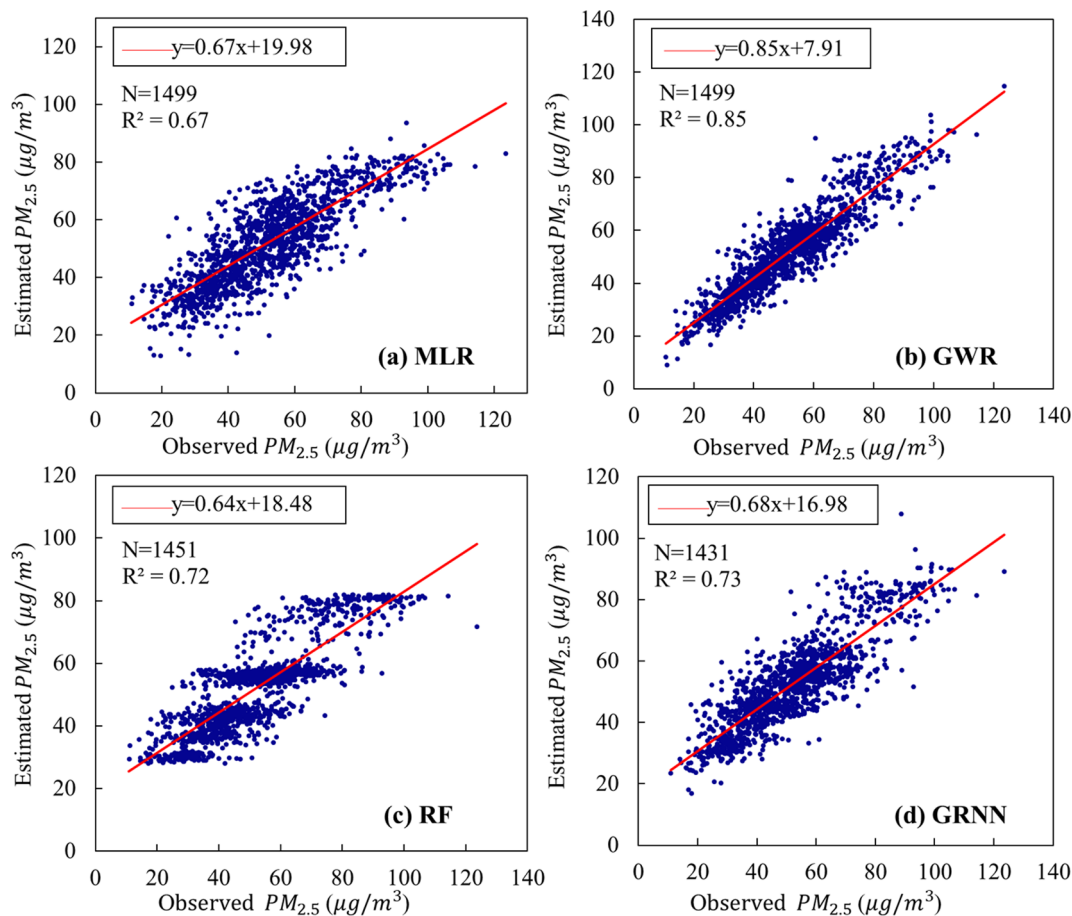 y=0.67x+19.98
N=1499
R² = 0.67
Estimated PM2.5 (μg/m³)
120
100
80
60
40
20
0
(a) MLR
0 20 40 60 80 100 120
Observed PM2.5 (μg/m³)
y=0.85x+7.91
N=1499
R² = 0.85
Estimated PM2.5 (μg/m³)
140
120
100
80
60
40
20
0
(b) GWR
0 20 40 60 80 100 120 140
Observed PM2.5 (μg/m³)
y=0.64x+18.48
N=1451
R² = 0.72
Estimated PM2.5 (μg/m³)
120
100
80
60
40
20
0
(c) RF
0 20 40 60 80 100 120 140
Observed PM2.5 (μg/m³)
y=0.68x+16.98
N=1431
R² = 0.73
Estimated PM2.5 (μg/m³)
120
100
80
60
40
20
0
(d) GRNN
0 20 40 60 80 100 120 140
Observed PM2.5 (μg/m³)